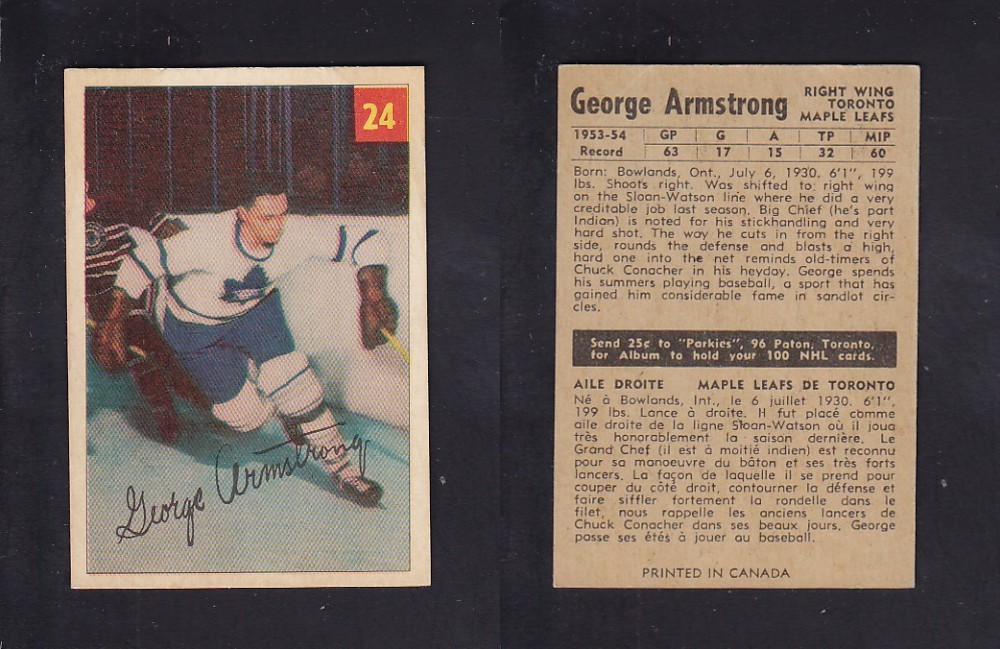 24
George Armstrong
George Armstrong
RIGHT WING
TORONTO
MAPLE LEAFS
1953-54 GP G A TP MIP
Record 63 17 15 32 60
Born: Bowlands, Ont., July 6, 1930. 6'1", 199
lbs. Shoots right. Was shifted to right wing
on the Sloan-Watson line where he did a very
creditable job last season. Big Chief (he's part
Indian) is noted for his stickhandling and very
hard shot. The way he cuts in from the right
side, rounds the defense and blasts a high,
hard one into the net reminds old-timers of
Chuck Conacher in his heyday. George spends
his summers playing baseball, a sport that has
gained him considerable fame in sandlot cir-
cles.
Send 25¢ to "Parkies", 96 Paton, Toronto,
for Album to hold your 100 NHL cards.
AILE DROITE MAPLE LEAFS DE TORONTO
Né à Bowlands, Int., le 6 juillet 1930. 6'1",
199 lbs. Lance à droite. H fut placé comme
aile droite de la ligne Sloan-Watson où il joua
très honorablement la saison dernière. Le
Grand Chef (il est à moitié indien) est reconnu
pour sa manoeuvre du bâton et ses très forts
lancers. La façon de laquelle il se prend pour
couper du côté droit, contourner la défense et
faire siffler fortement la rondelle dans le
filet, nous rappelle les anciens lancers de
Chuck Conacher dans ses beaux jours. George
passe ses étés à jouer au baseball.
PRINTED IN CANADA